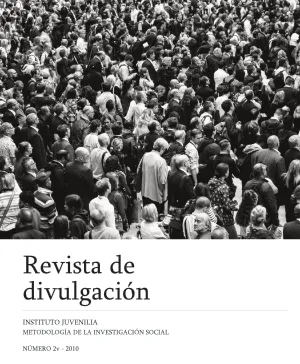 Revista de
divulgación
INSTITUTO JUVENILIA
METODOLOGÍA DE LA INVESTIGACIÓN SOCIAL
NÚMERO 2v - 2010